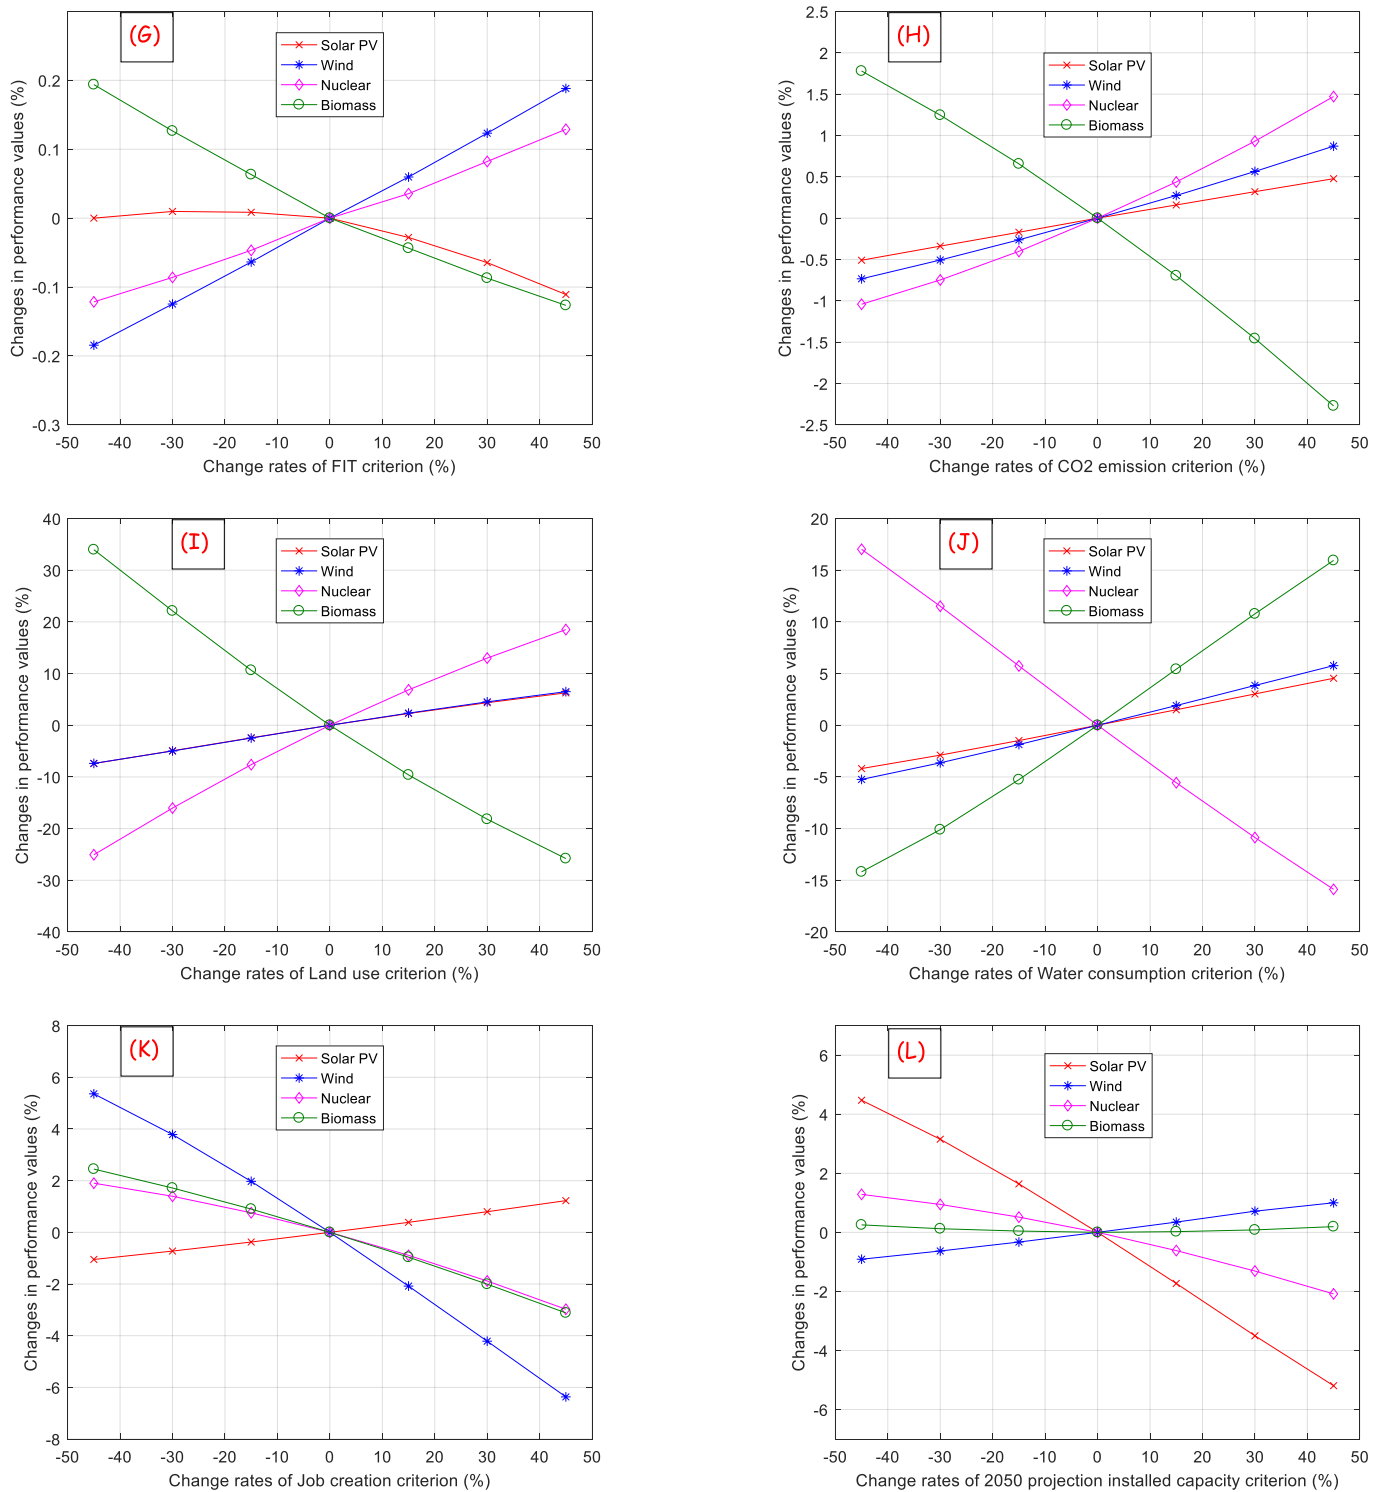 (G)
Solar PV
Wind
Nuclear
Biomass
0.2
0.1
0
-0.1
-0.2
-0.3
Changes in performance values (%)
-50 -40 -30 -20 -10 0 10 20 30 40 50
Change rates of FIT criterion (%)
(H)
Solar PV
Wind
Nuclear
Biomass
2.5
2
1.5
1
0.5
0
-0.5
-1
-1.5
-2
-2.5
Changes in performance values (%)
-50 -40 -30 -20 -10 0 10 20 30 40 50
Change rates of CO2 emission criterion (%)
(I)
Solar PV
Wind
Nuclear
Biomass
40
30
20
10
0
-10
-20
-30
-40
Changes in performance values (%)
-50 -40 -30 -20 -10 0 10 20 30 40 50
Change rates of Land use criterion (%)
(J)
Solar PV
Wind
Nuclear
Biomass
20
15
10
5
0
-5
-10
-15
-20
Changes in performance values (%)
-50 -40 -30 -20 -10 0 10 20 30 40 50
Change rates of Water consumption criterion (%)
(K)
Solar PV
Wind
Nuclear
Biomass
8
6
4
2
0
-2
-4
-6
-8
Changes in performance values (%)
-50 -40 -30 -20 -10 0 10 20 30 40 50
Change rates of Job creation criterion (%)
(L)
Solar PV
Wind
Nuclear
Biomass
6
4
2
0
-2
-4
-6
Changes in performance values (%)
-50 -40 -30 -20 -10 0 10 20 30 40 50
Change rates of 2050 projection installed capacity criterion (%)